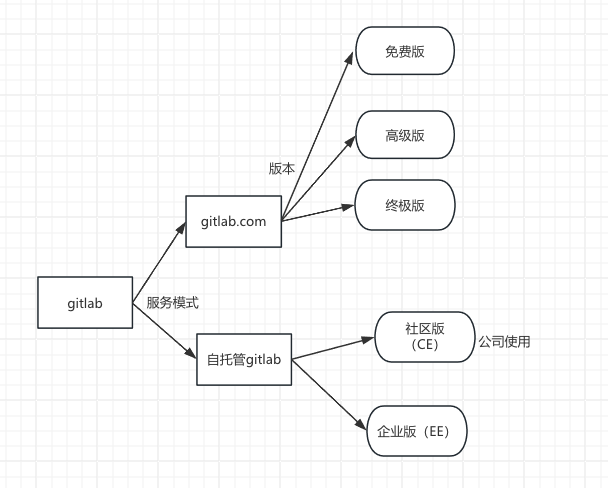 免费版
高级版
版本
终极版
gitlab.com
gitlab
服务模式
社区版
（CE）
公司使用
自托管gitlab
企业版（EE）